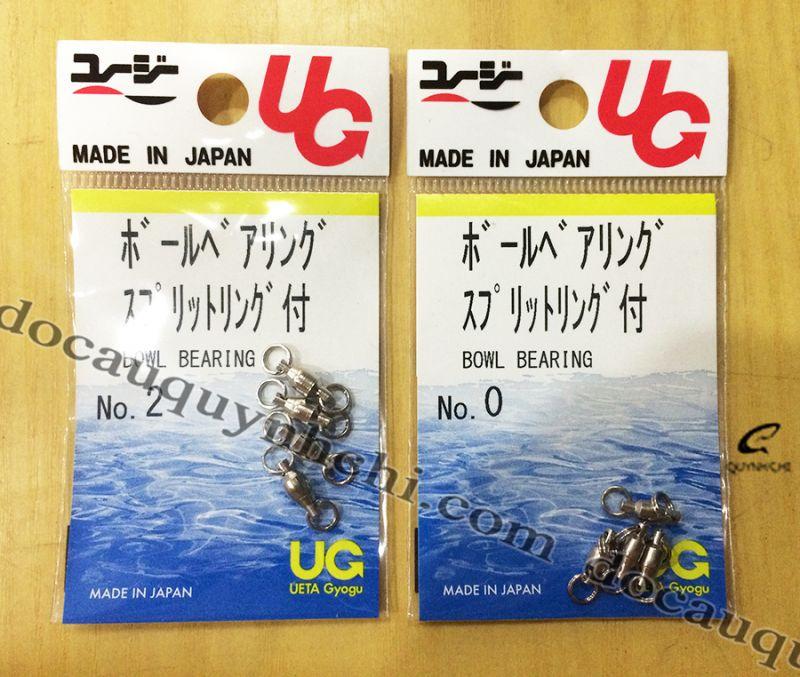 ユージー
UG
MADE IN JAPAN
ボールベアリング
スプリットリング付
BOWL BEARING
No. 2
UG
UETA Gyogu
MADE IN JAPAN
ユージー
UG
MADE IN JAPAN
ボールベアリング
スプリットリング付
BOWL BEARING
No. 0
G
MADE IN JAPAN
docauquynhchi.com docauqu
QUYNHCHI